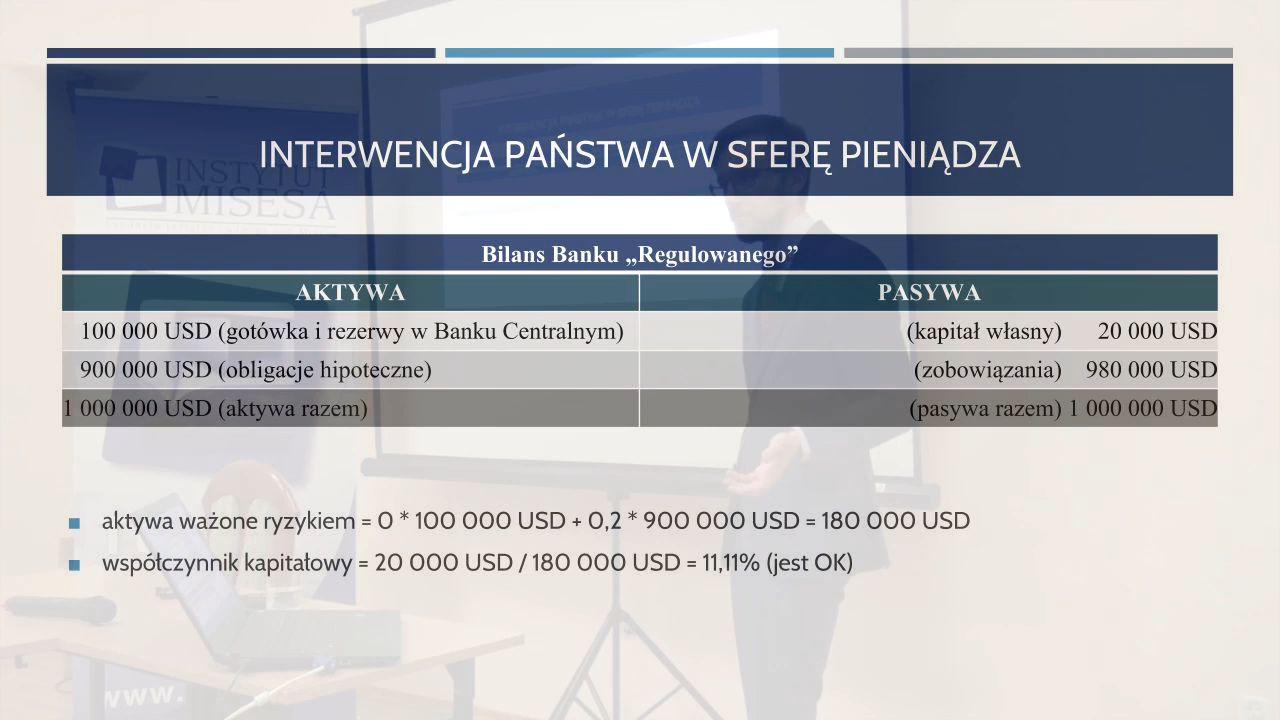 INTERWENCJA PAŃSTWA W SFERĘ PIENIĄDZA
INSTYTUT
MISESA
Bilans Banku „Regulowanego”
AKTYWA PASYWA
100 000 USD (gotówka i rezerwy w Banku Centralnym) (kapitał własny) 20 000 USD
900 000 USD (obligacje hipoteczne) (zobowiązania) 980 000 USD
1 000 000 USD (aktywa razem) (pasywa razem) 1 000 000 USD
▪ aktywa ważone ryzykiem = 0 * 100 000 USD + 0,2 * 900 000 USD = 180 000 USD
▪ współczynnik kapitałowy = 20 000 USD / 180 000 USD = 11,11% (jest OK)
www.